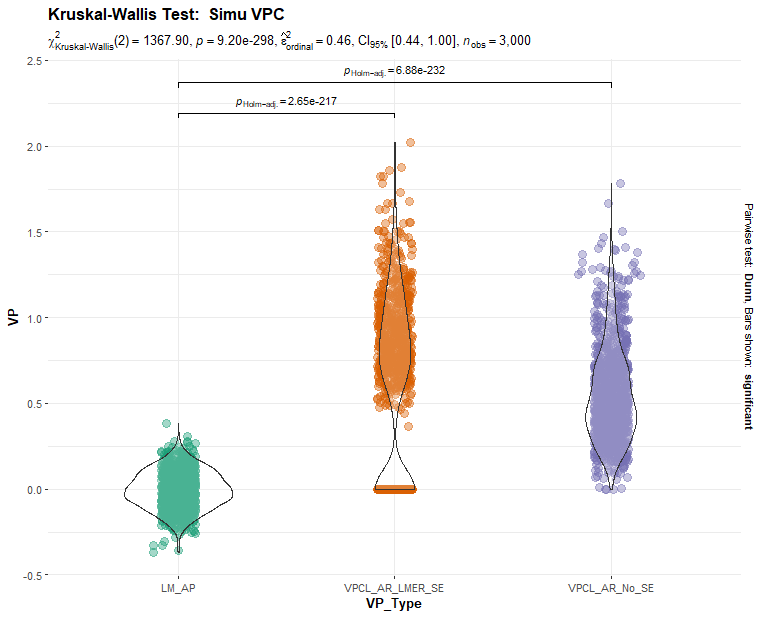 Kruskal-Wallis Test: Simu VPC
χ²Kruskal-Wallis(2) = 1367.90, p = 9.20e-298, ε̂²ordinal = 0.46, CI95% [0.44, 1.00], nobs = 3,000
2.5
pHolm-adj. = 6.88e-232
pHolm-adj. = 2.65e-217
2.0
1.5
1.0
0.5
0.0
-0.5
VP
Pairwise test: Dunn, Bars shown: significant
LM_AP
VPCL_AR_LMER_SE
VPCL_AR_No_SE
VP_Type